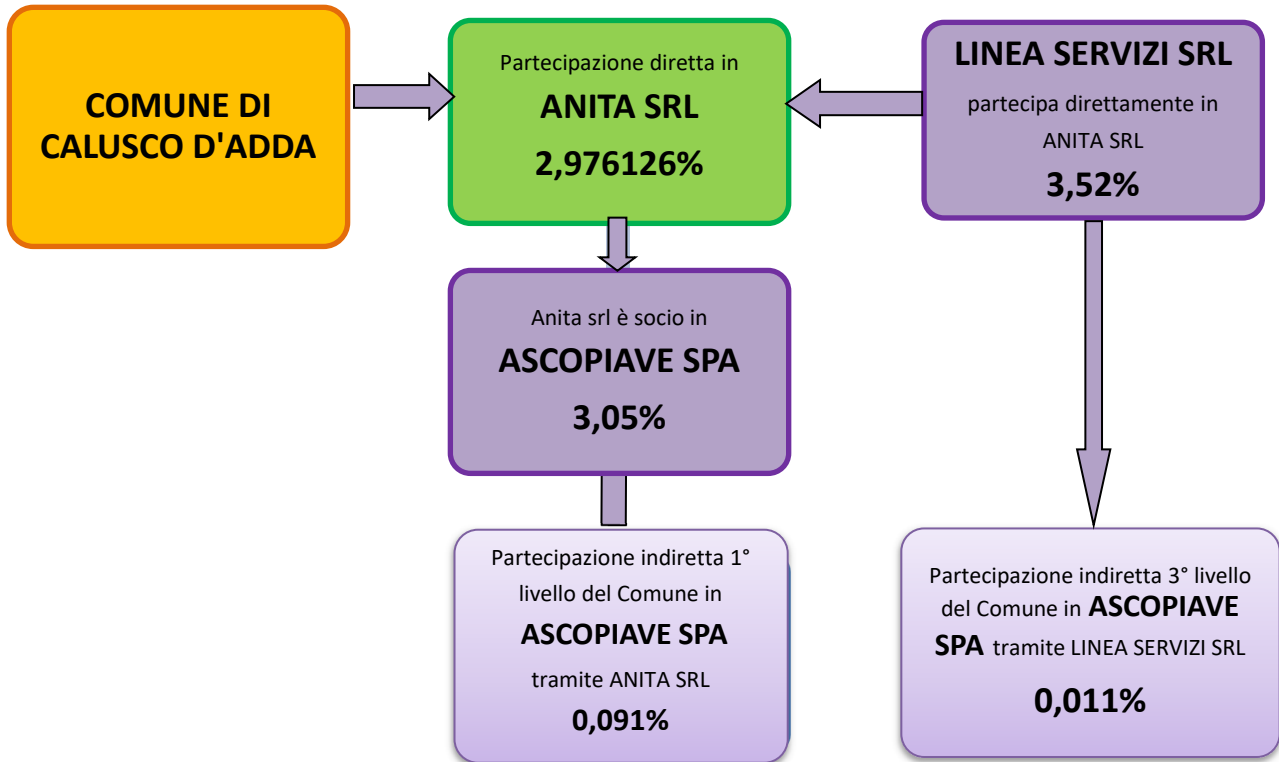 COMUNE DI
CALUSCO D'ADDA
Partecipazione diretta in
ANITA SRL
2,976126%
LINEA SERVIZI SRL
partecipa direttamente in
ANITA SRL
3,52%
Anita srl è socio in
ASCOPIAVE SPA
3,05%
Partecipazione indiretta 1°
livello del Comune in
ASCOPIAVE SPA
tramite ANITA SRL
0,091%
Partecipazione indiretta 3° livello
del Comune in ASCOPIAVE
SPA tramite LINEA SERVIZI SRL
0,011%